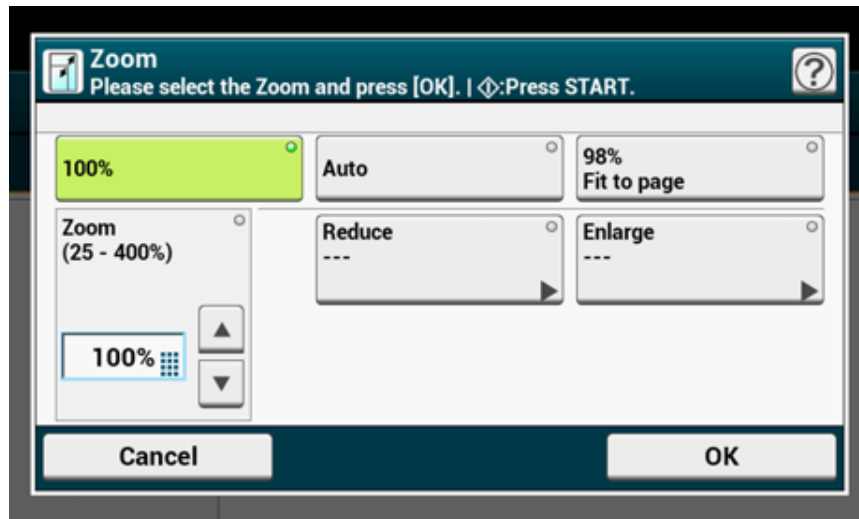 Zoom
Please select the Zoom and press [OK]. | :Press START.
?
100%
Auto
98%
Fit to page
Zoom
(25 - 400%)
Reduce
---
Enlarge
---
100%
Cancel
OK